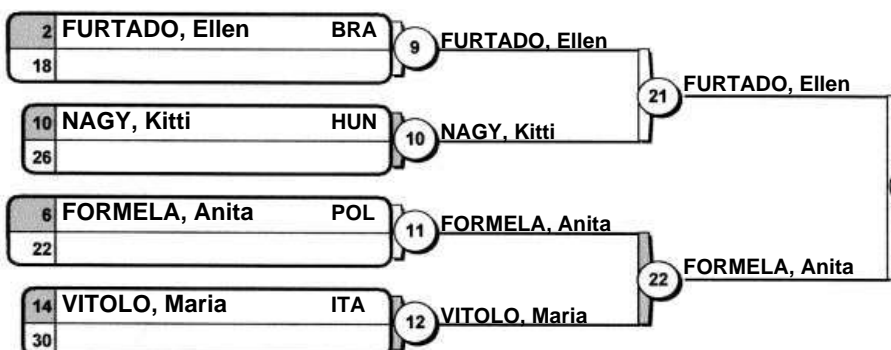 2 FURTADO, Ellen BRA
18
9
FURTADO, Ellen
10 NAGY, Kitti HUN
26
10
NAGY, Kitti
21
FURTADO, Ellen
6 FORMELA, Anita POL
22
11
FORMELA, Anita
14 VITOLO, Maria ITA
30
12
VITOLO, Maria
22
FORMELA, Anita